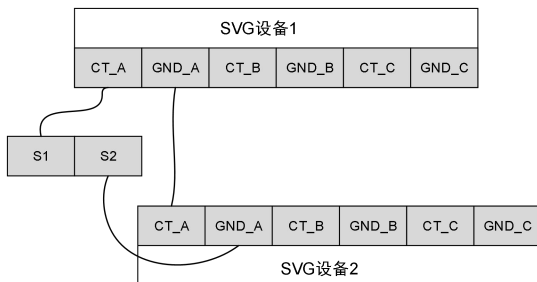 SVG设备1
CT_A GND_A CT_B GND_B CT_C GND_C
S1 S2
CT_A GND_A CT_B GND_B CT_C GND_C
SVG设备2